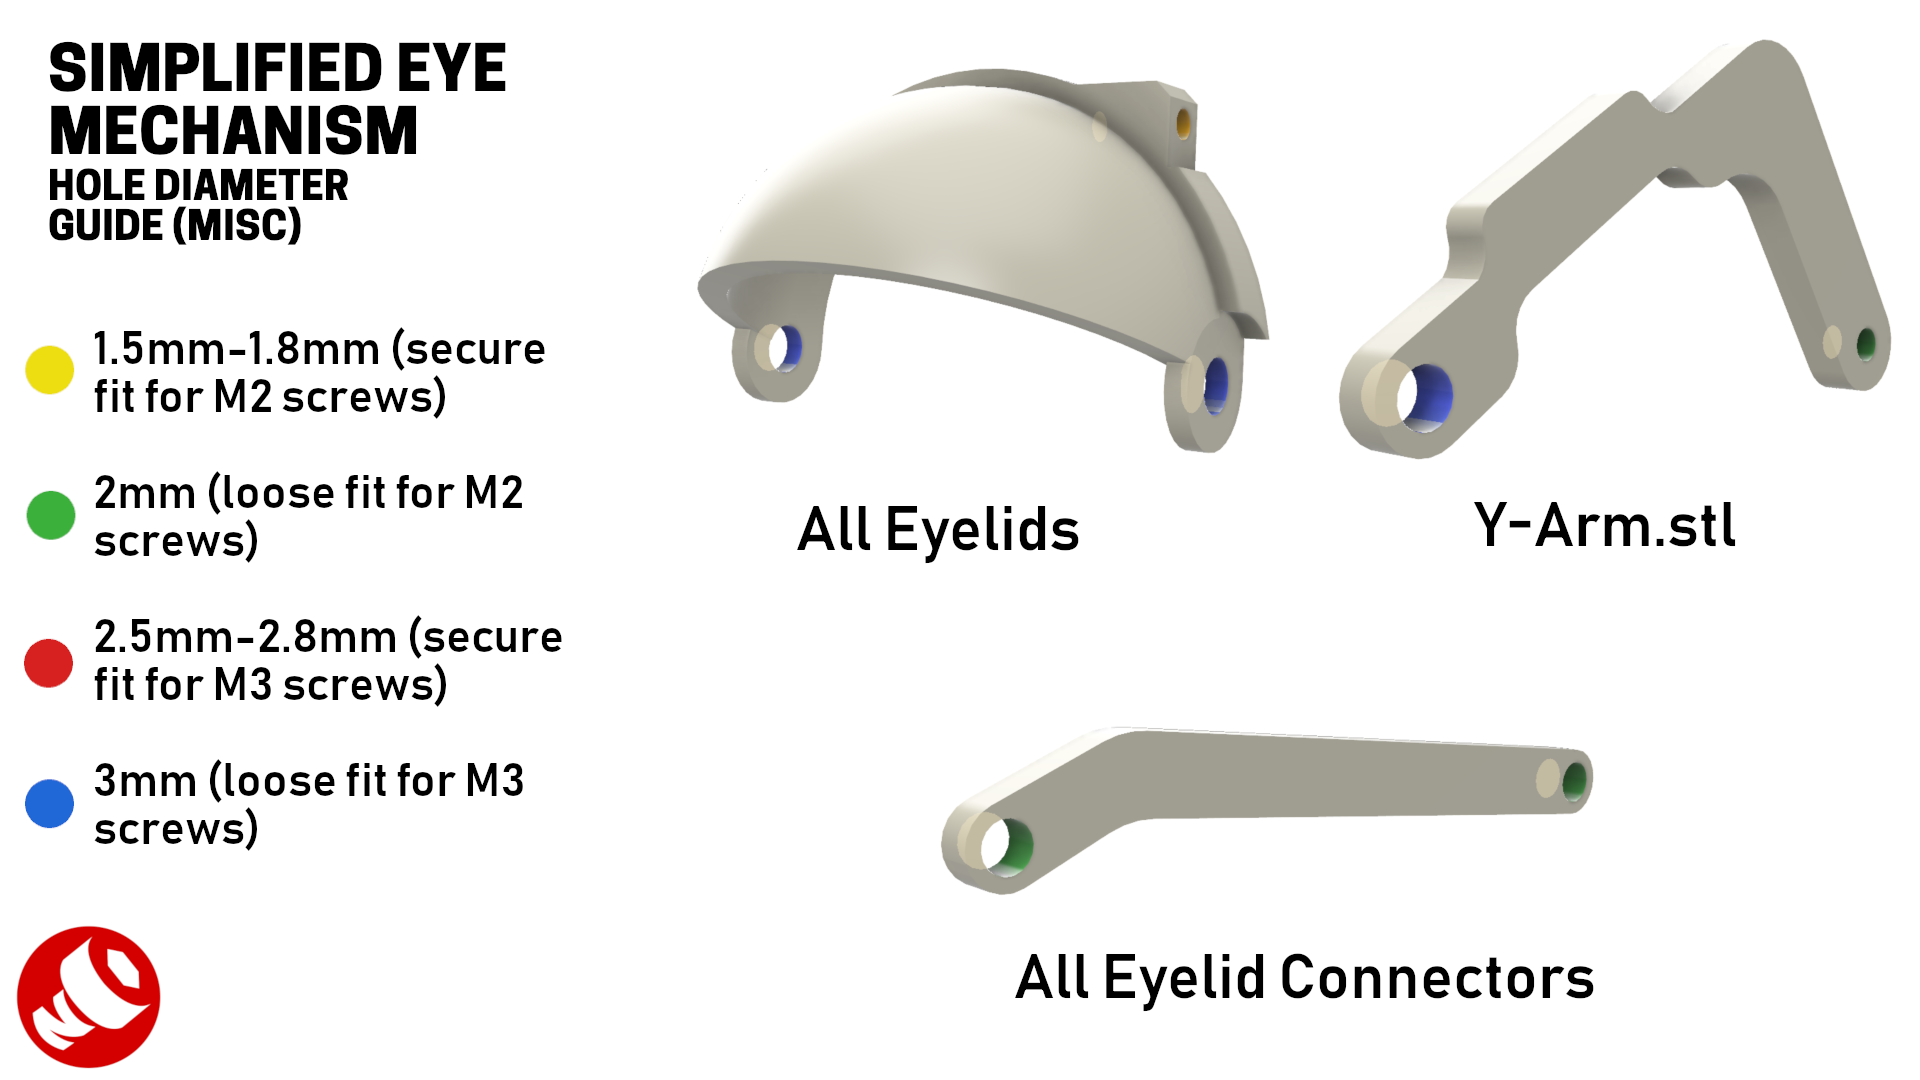 SIMPLIFIED EYE
MECHANISM
HOLE DIAMETER
GUIDE (MISC)
1.5mm-1.8mm (secure
fit for M2 screws)
2mm (loose fit for M2
screws)
2.5mm-2.8mm (secure
fit for M3 screws)
3mm (loose fit for M3
screws)
All Eyelids
Y-Arm.stl
All Eyelid Connectors